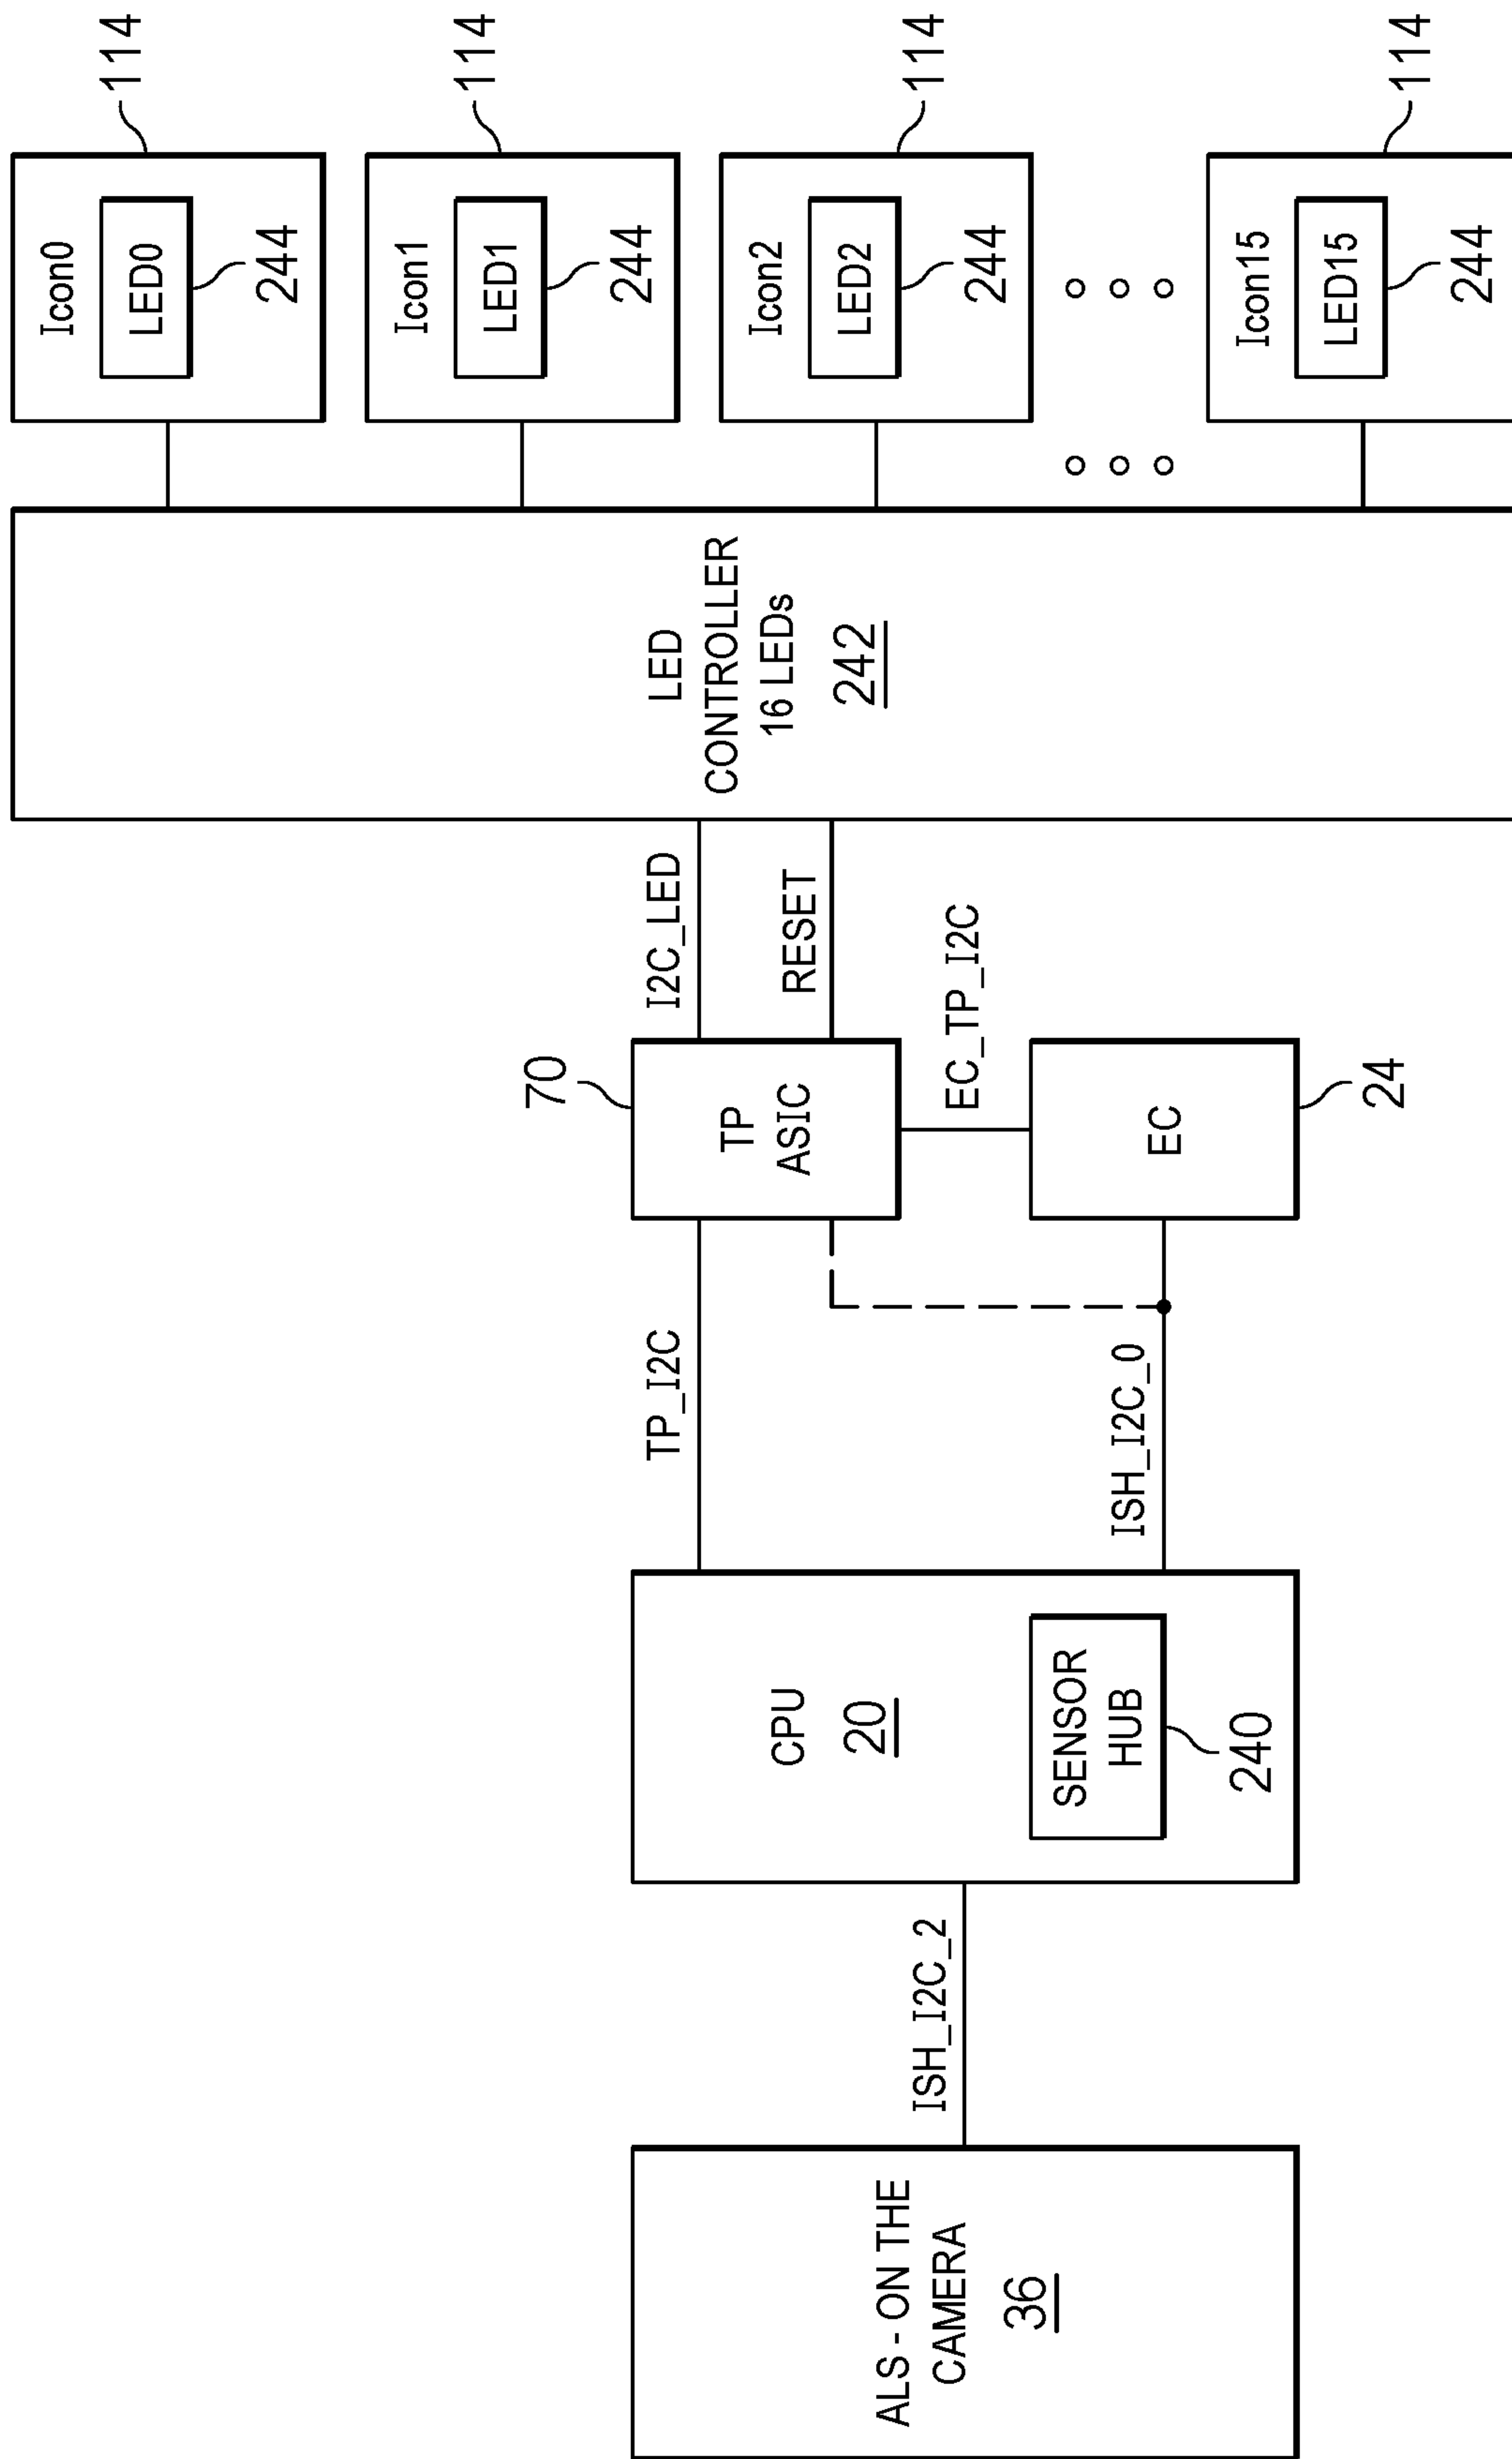 ALS - ON THE
CAMERA
36
ISH_I2C_2
CPU
20
SENSOR
HUB
240
TP_I2C
ISH_I2C_0
70
TP
ASIC
EC_TP_I2C
EC
24
I2C_LED
RESET
LED
CONTROLLER
16 LEDs
242
Icon0
LED0
244
114
Icon1
LED1
244
114
Icon2
LED2
244
114
Icon15
LED15
244
114